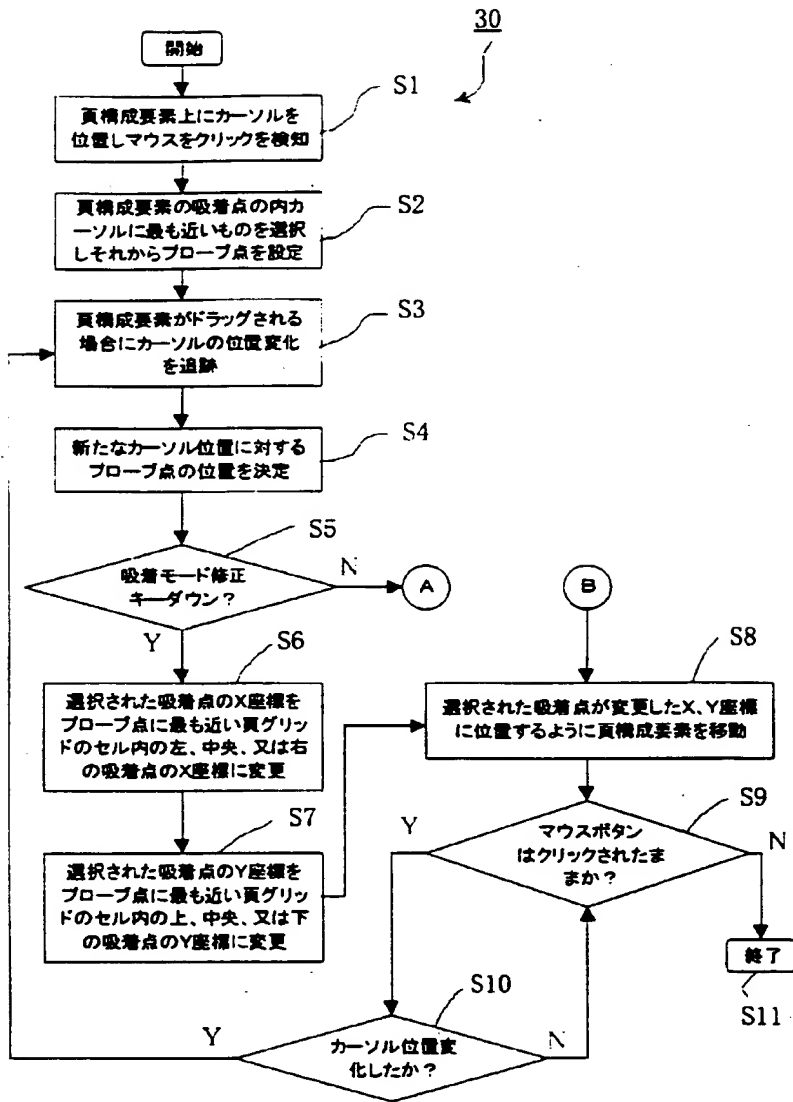 30
開始
S1
頁構成要素上にカーソルを
位置しマウスをクリックを検知
S2
頁構成要素の吸着点の内カ
ーソルに最も近いものを選択
しそれからプローブ点を設定
S3
頁構成要素がドラッグされる
場合にカーソルの位置変化
を追跡
S4
新たなカーソル位置に対する
プローブ点の位置を決定
S5
吸着モード修正
キーダウン？
N
A
B
Y
S6
選択された吸着点のX座標を
プローブ点に最も近い頁グリッ
ドのセル内の左、中央、又は右
の吸着点のX座標に変更
S8
選択された吸着点が変更したX、Y座標
に位置するように頁構成要素を移動
S7
選択された吸着点のY座標を
プローブ点に最も近い頁グリッ
ドのセル内の上、中央、又は下
の吸着点のY座標に変更
S9
Y
マウスボタン
はクリックされたま
まか？
N
終了
S11
S10
Y
カーソル位置変
化したか？
N